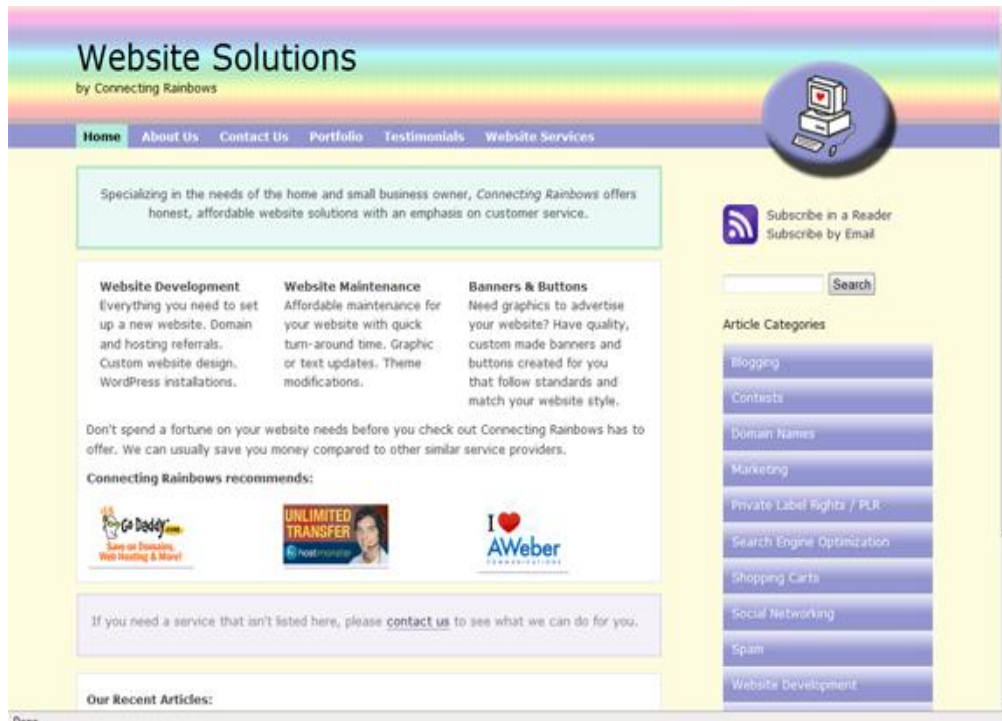 Website Solutions
by Connecting Rainbows
Home About Us Contact Us Portfolio Testimonials Website Services
Specializing in the needs of the home and small business owner, Connecting Rainbows offers
honest, affordable website solutions with an emphasis on customer service.
Website Development
Everything you need to set
up a new website. Domain
and hosting referrals.
Custom website design.
WordPress installations.
Website Maintenance
Affordable maintenance for
your website with quick
turn-around time. Graphic
or text updates. Theme
modifications.
Banners & Buttons
Need graphics to advertise
your website? Have quality,
custom made banners and
buttons created for you
that follow standards and
match your website style.
Don't spend a fortune on your website needs before you check out Connecting Rainbows has to
offer. We can usually save you money compared to other similar
service providers.
Connecting Rainbows recommends:
Go Daddy.com
Save on Domains,
Web Hosting & More!
UNLIMITED
TRANSFER
hostmonster
I
AWeber
COMMUNICATIONS
If you need a service that isn't listed here, please contact us to see what we can do for you.
Our Recent Articles:
Subscribe in a Reader
Subscribe by Email
Search
Article Categories
Blogging
Contests
Domain Names
Marketing
Private Label Rights / PLR
Search Engine Optimization
Shopping Carts
Social Networking
Spam
Website Development